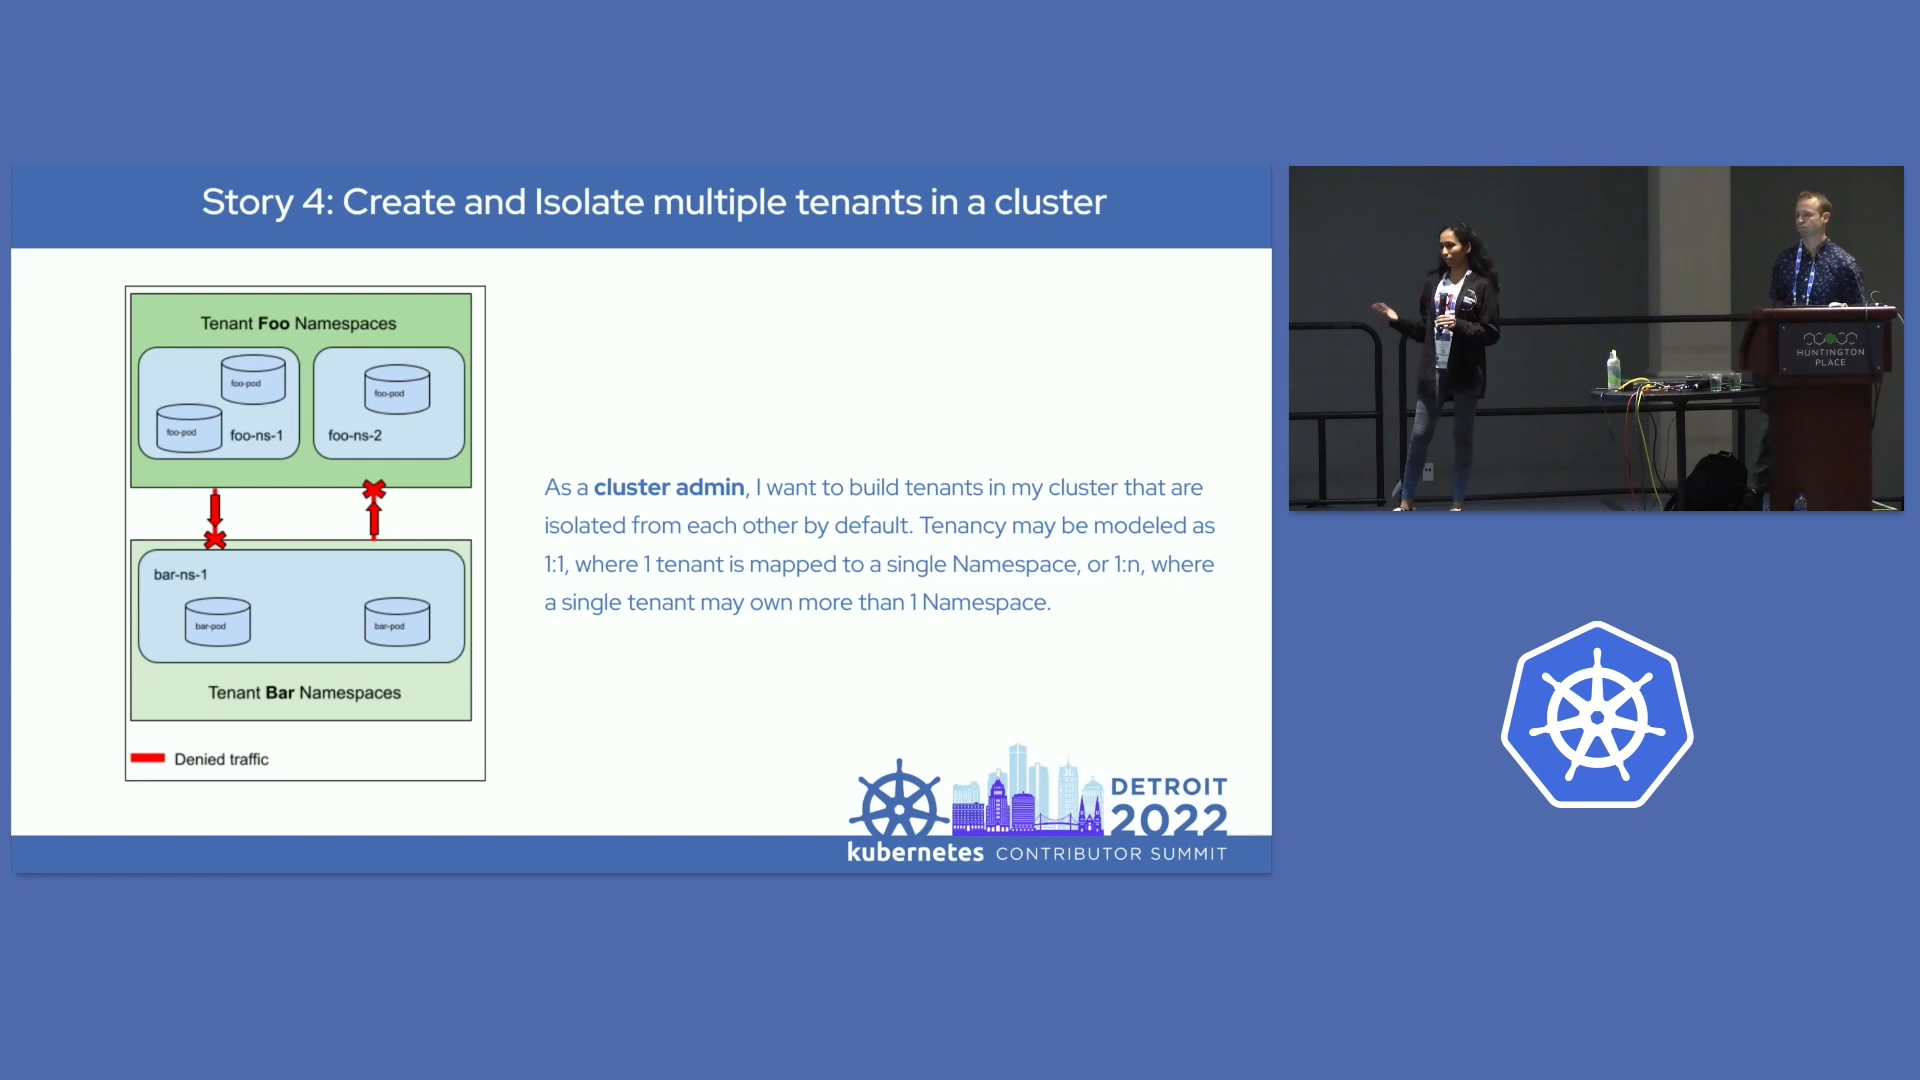 Story 4: Create and Isolate multiple tenants in a cluster
Tenant Foo Namespaces
foo-pod
foo-pod
foo-ns-1
foo-pod
foo-ns-2
bar-ns-1
bar-pod
bar-pod
Tenant Bar Namespaces
Denied traffic
As a cluster admin, I want to build tenants in my cluster that are
isolated from each other by default. Tenancy may be modeled as
1:1, where 1 tenant is mapped to a single Namespace, or 1:n, where
a single tenant may own more than 1 Namespace.
DETROIT
2022
kubernetes CONTRIBUTOR SUMMIT
HUNTINGTON
PLACE